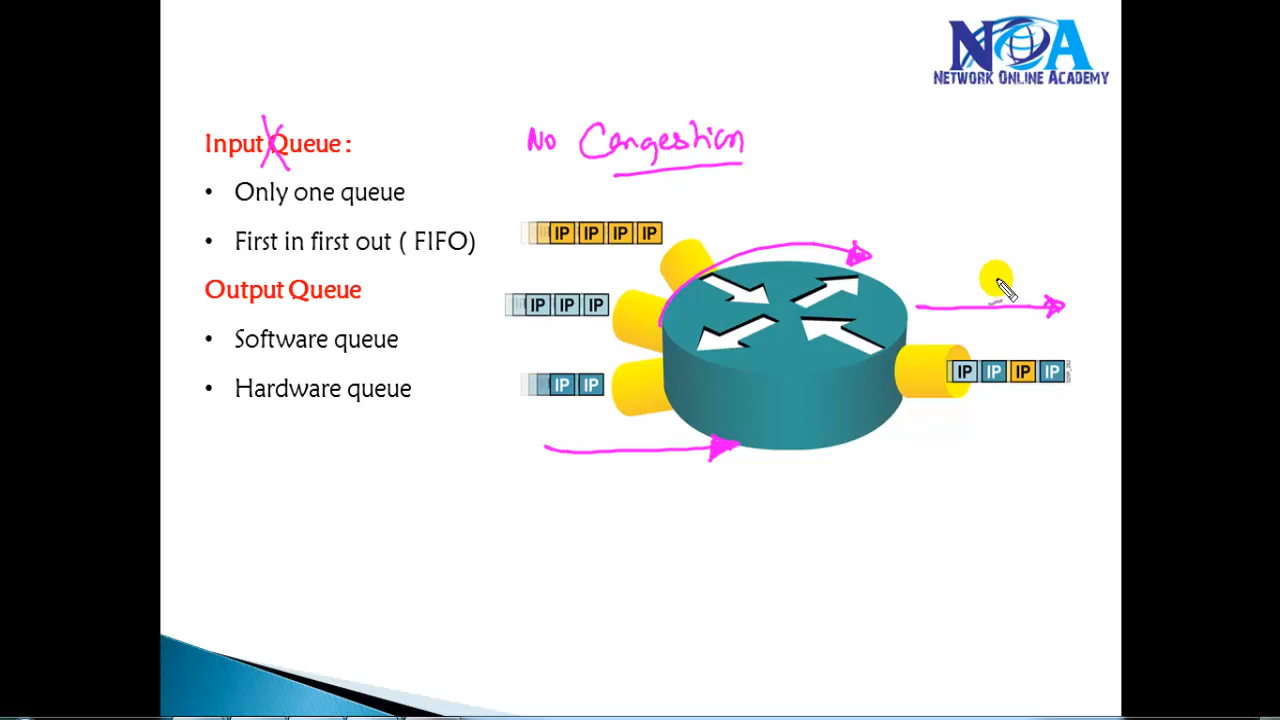 NOA
NETWORK ONLINE ACADEMY
Input Queue :
No Congestion
• Only one queue
• First in first out ( FIFO)
Output Queue
• Software queue
• Hardware queue
IP IP IP IP
IP IP IP
IP IP
IP IP IP IP